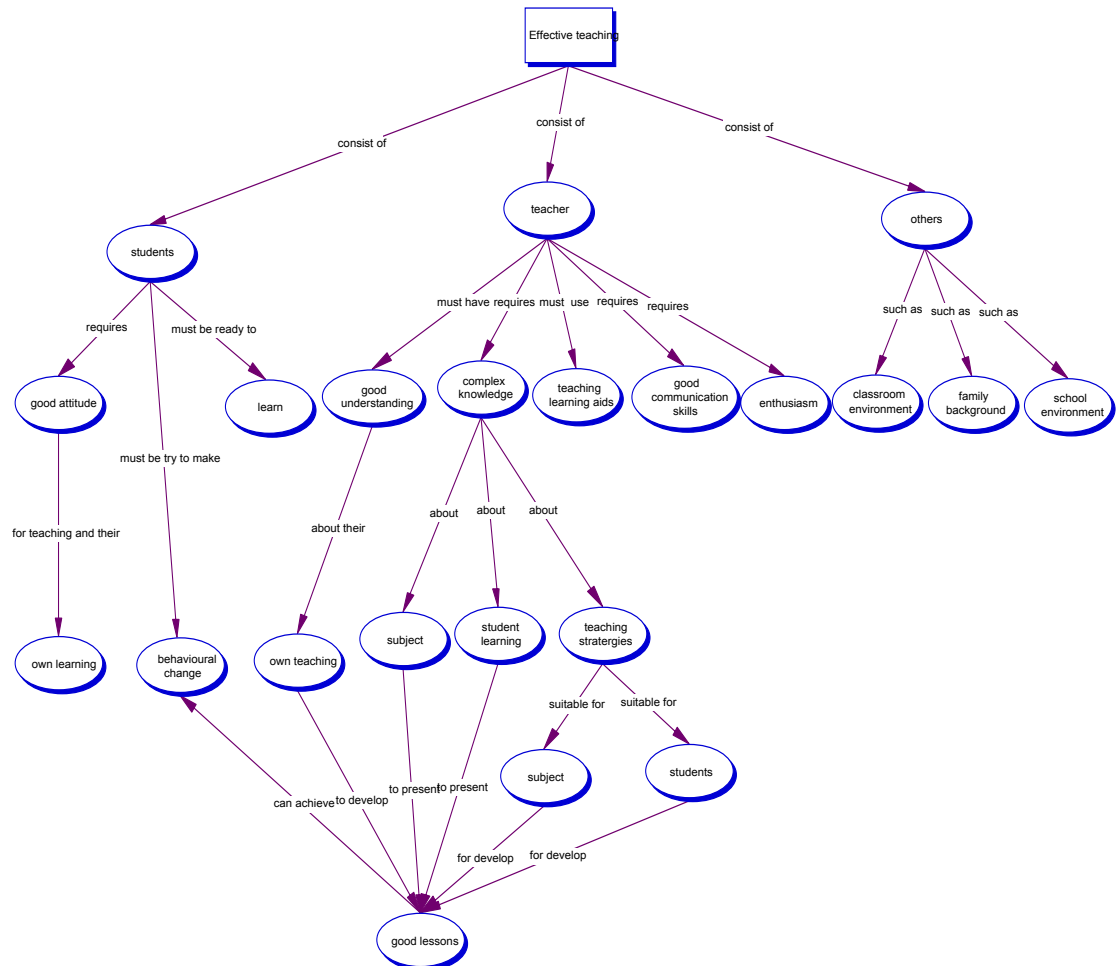 Effective teaching
consist of
consist of
consist of
teacher
others
students
must have
requires
must use
requires
requires
such as
such as
such as
requires
must be ready to
good attitude
learn
good
understanding
complex
knowledge
teaching
learning aids
good
communication
skills
enthusiasm
classroom
environment
family
background
school
environment
must be try to make
for teaching and their
about their
about
about
about
own learning
behavioural
change
own teaching
subject
student
learning
teaching
stratergies
suitable for
suitable for
subject
students
can achieve
to develop
to present
to present
for develop
for develop
good lessons